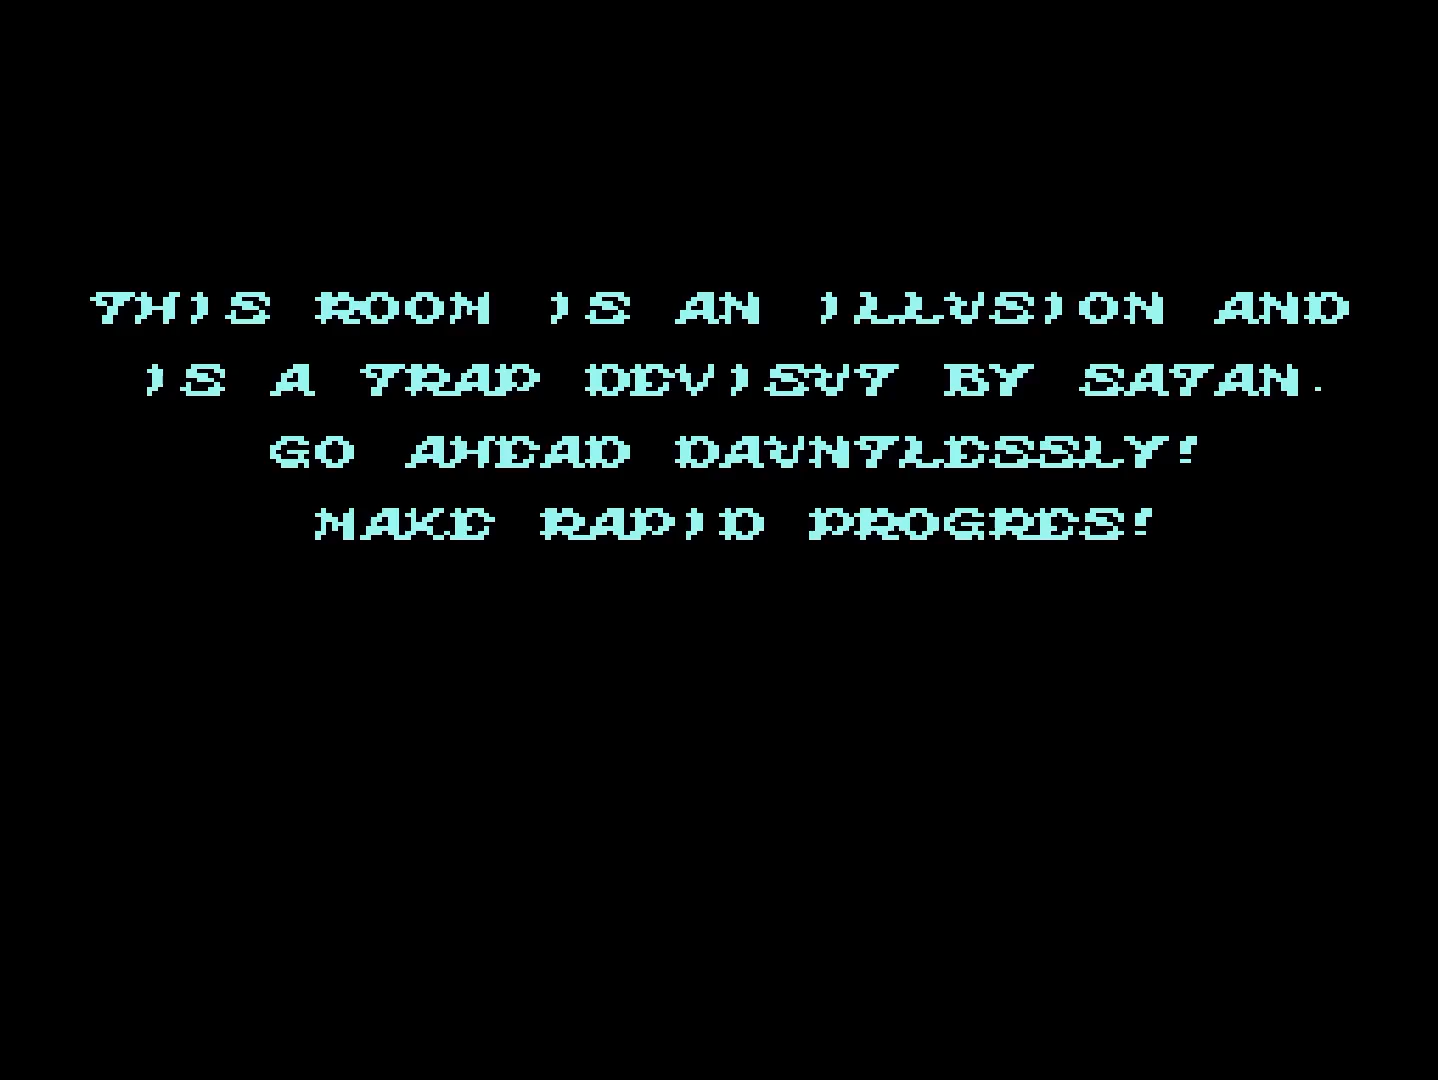 THIS ROOM IS AN ILLUSION AND
IS A TRAP DEVISUT BY SATAN.
GO AHEAD DAUNTLESSLY!
MAKE RAPID PROGRES!